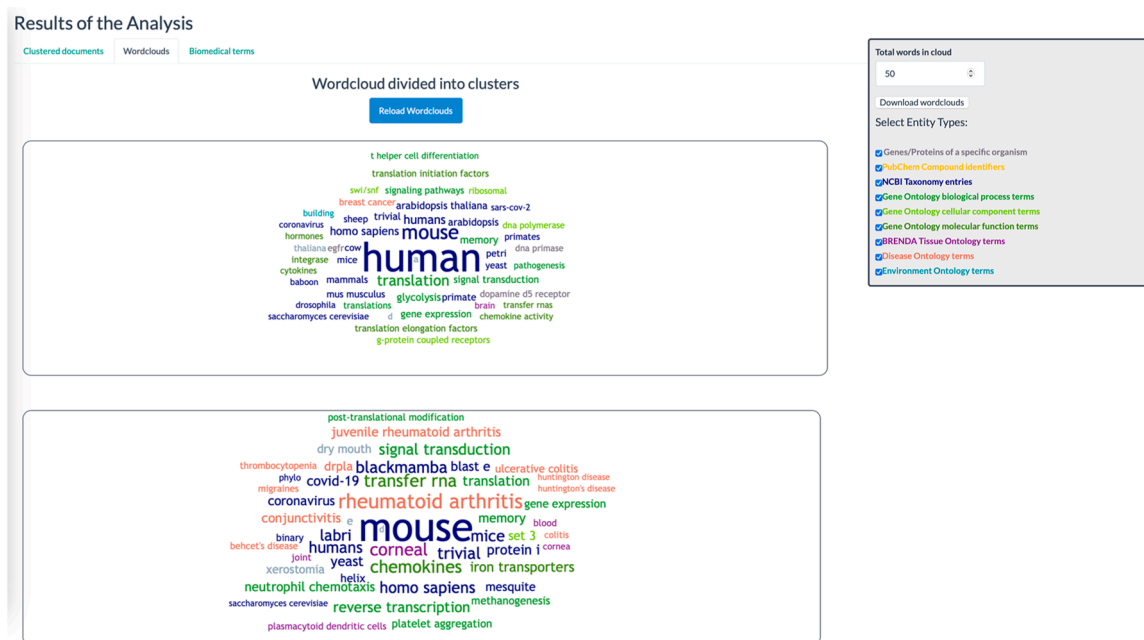 Results of the Analysis
Clustered documents Wordclouds Biomedical terms
Wordcloud divided into clusters
Reload Wordclouds
Total words in cloud
50
Download wordclouds
Select Entity Types:
Genes/Proteins of a specific organism
PubChem Compound identifiers
NCBI Taxonomy entries
Gene Ontology biological process terms
Gene Ontology cellular component terms
Gene Ontology molecular function terms
BRENDA Tissue Ontology terms
Disease Ontology terms
Environment Ontology terms
t helper cell differentiation
translation initiation factors
swi/snf signaling pathways ribosomal
breast cancer arabidopsis thaliana sars-cov-2
building
coronavirus sheep trivial humans arabidopsis dna polymerase
hormones homo sapiens mouse memory primates
thaliana egfr cow human a petri dna primase
integrase mice yeast pathogenesis
cytokines
baboon mammals translation signal transduction
mus musculus glycolysis primate dopamine d5 receptor
drosophila translations brain transfer rnas
saccharomyces cerevisiae d gene expression chemokine activity
translation elongation factors
g-protein coupled receptors
post-translational modification
juvenile rheumatoid arthritis
dry mouth signal transduction
thrombocytopenia drpla blackmamba blast e ulcerative colitis
phylo covid-19 transfer rna translation huntington disease
migraines huntington's disease
coronavirus rheumatoid arthritis gene expression
conjunctivitis e mouse d memory blood
binary labri mice set 3 colitis
behcet's disease humans corneal trivial protein i cornea
joint yeast
xerostomia chemokines iron transporters
helix
neutrophil chemotaxis homo sapiens mesquite
saccharomyces cerevisiae reverse transcription methanogenesis
plasmacytoid dendritic cells platelet aggregation